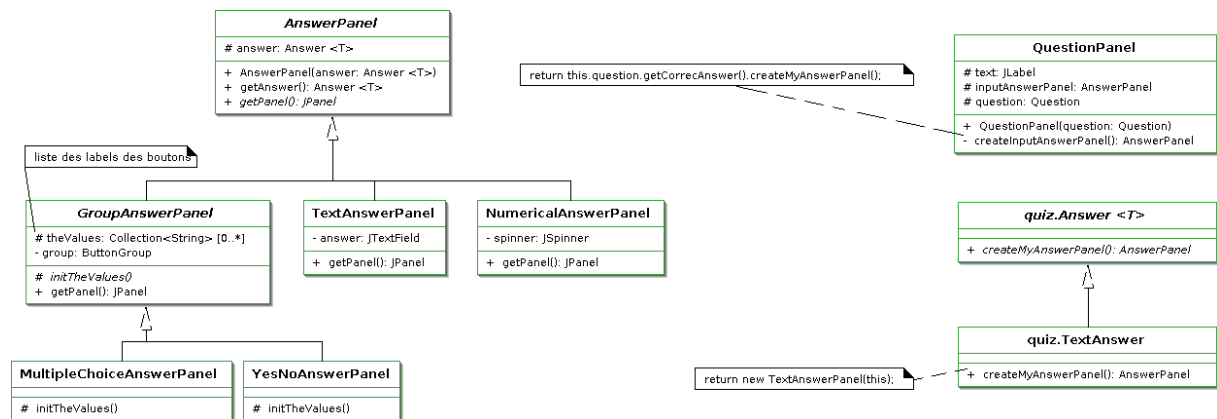 AnswerPanel
# answer: Answer <T>
+ AnswerPanel(answer: Answer <T>)
+ getAnswer(): Answer <T>
+ getPanel(): JPanel
liste des labels des boutons
GroupAnswerPanel
# theValues: Collection<String> [0..*]
- group: ButtonGroup
# initTheValues()
+ getPanel(): JPanel
TextAnswerPanel
- answer: JTextField
+ getPanel(): JPanel
NumericalAnswerPanel
- spinner: JSpinner
+ getPanel(): JPanel
MultipleChoiceAnswerPanel
# initTheValues()
YesNoAnswerPanel
# initTheValues()
return this.question.getCorrecAnswer().createMyAnswerPanel();
QuestionPanel
# text: JLabel
# inputAnswerPanel: AnswerPanel
# question: Question
+ QuestionPanel(question: Question)
- createInputAnswerPanel(): AnswerPanel
quiz.Answer <T>
+ createMyAnswerPanel(): AnswerPanel
quiz.TextAnswer
+ createMyAnswerPanel(): AnswerPanel
return new TextAnswerPanel(this);